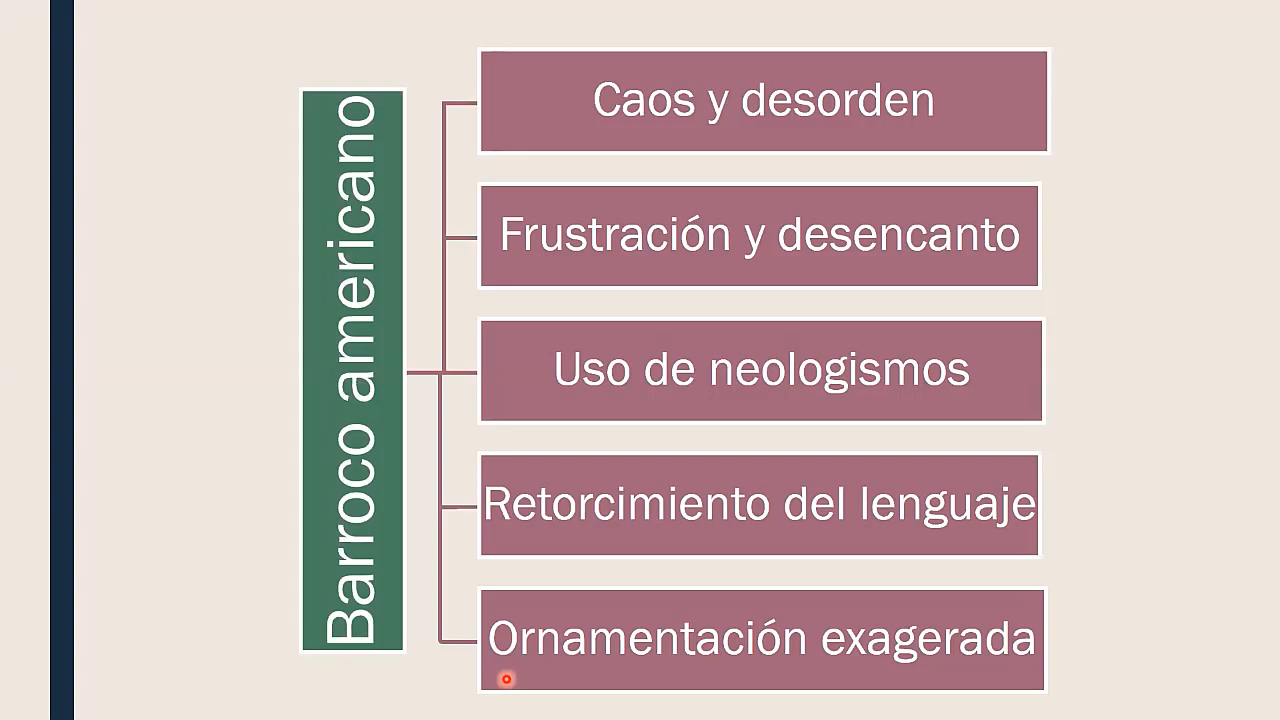 Barroco americano
Caos y desorden
Frustración y desencanto
Uso de neologismos
Retorcimiento del lenguaje
Ornamentación exagerada